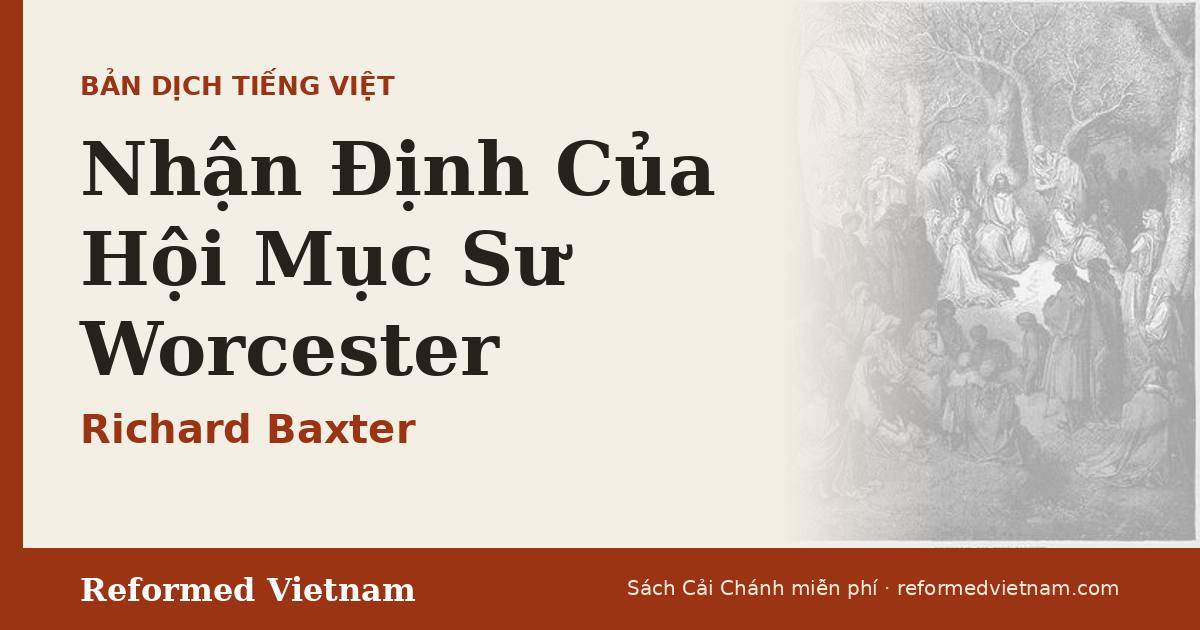 BẢN DỊCH TIẾNG VIỆT
Nhận Định Của
Hội Mục Sư
Worcester
Richard Baxter
Reformed Vietnam
Sách Cải Chánh miễn phí · reformedvietnam.com